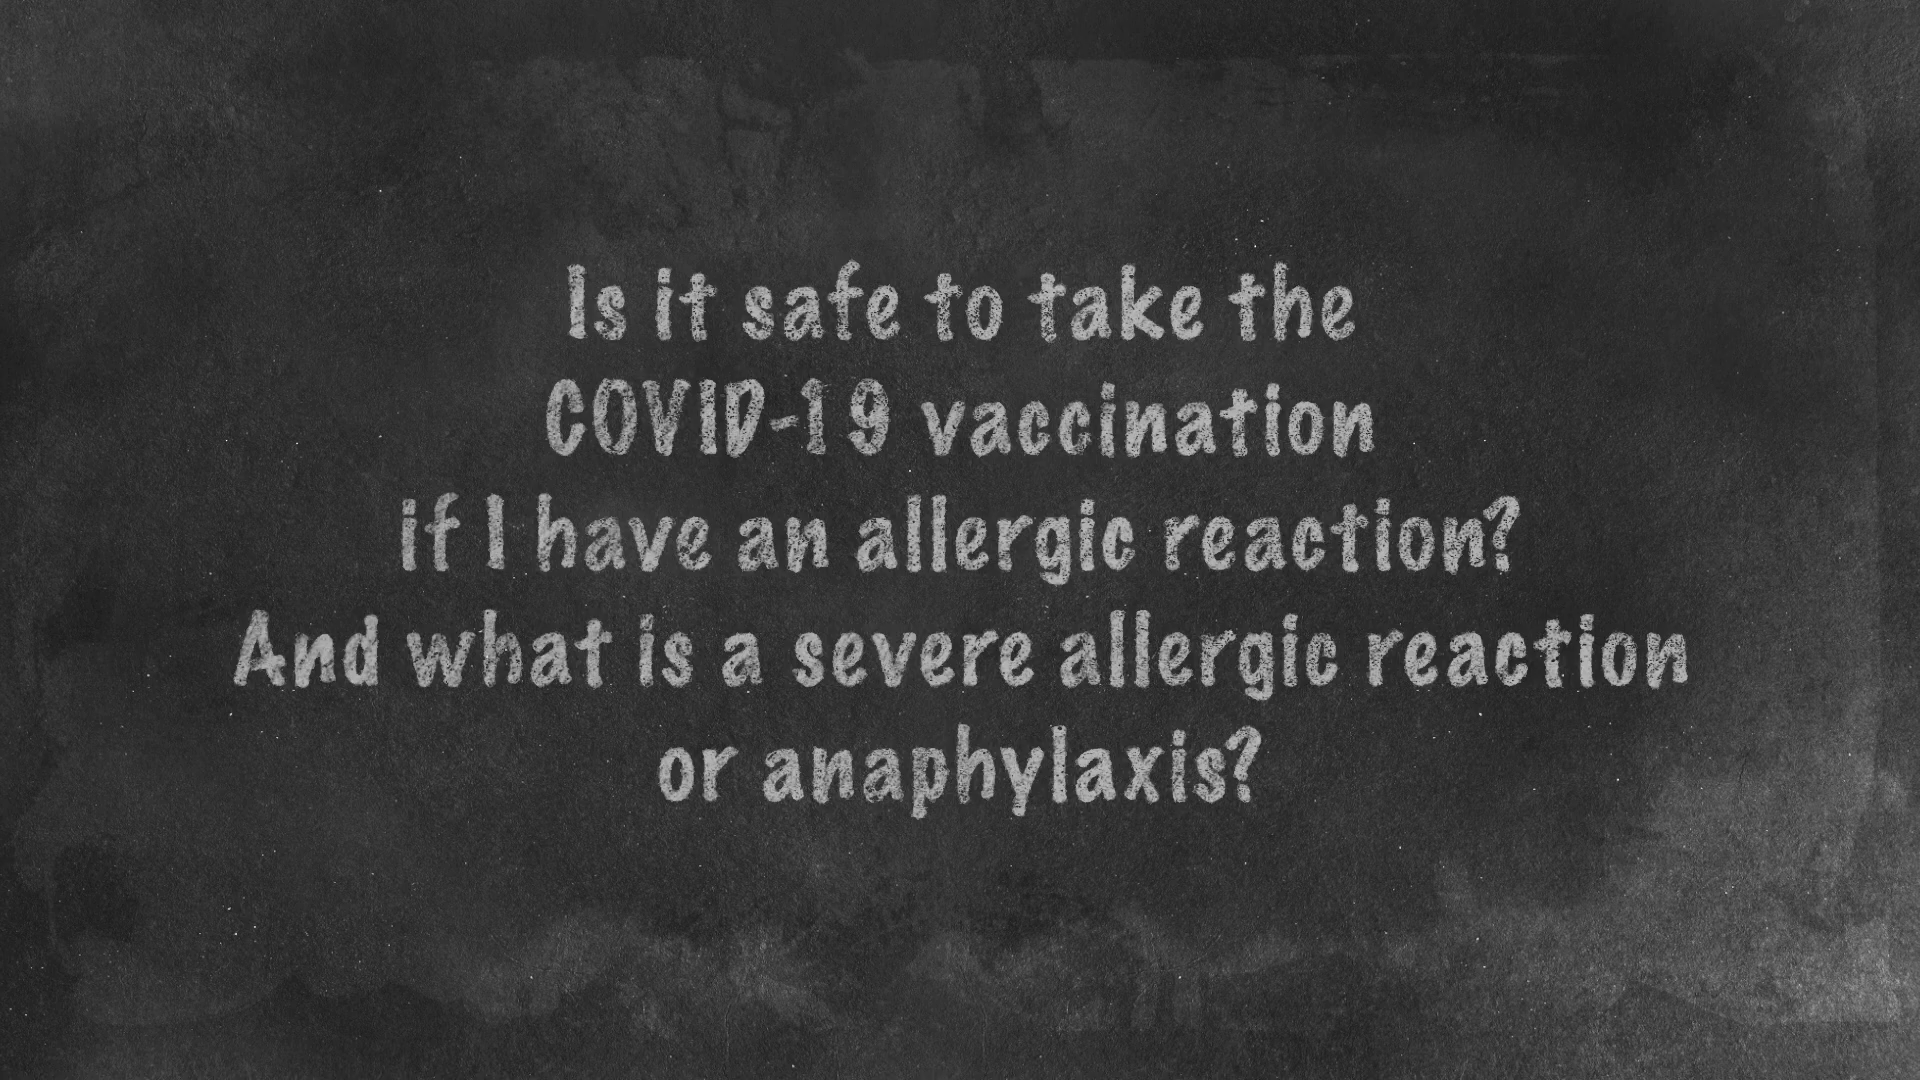 Is it safe to take the
COVID-19 vaccination
if I have an allergic reaction?
And what is a severe allergic reaction
or anaphylaxis?